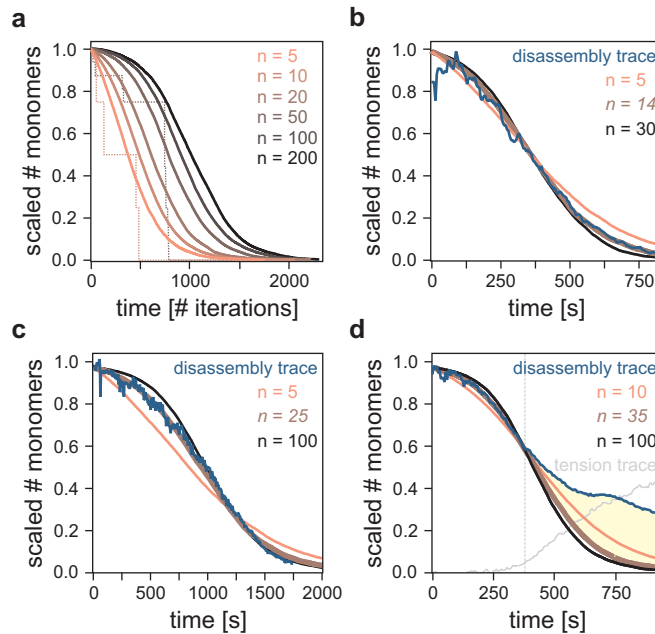 a
scaled # monomers
1.0
0.8
0.6
0.4
0.2
0.0
n = 5
n = 10
n = 20
n = 50
n = 100
n = 200
0
1000
2000
time [# iterations]
b
scaled # monomers
1.0
0.8
0.6
0.4
0.2
0.0
disassembly trace
n = 5
n = 14
n = 30
0
250
500
750
time [s]
c
scaled # monomers
1.0
0.8
0.6
0.4
0.2
0.0
disassembly trace
n = 5
n = 25
n = 100
0
500
1000
1500
2000
time [s]
d
scaled # monomers
1.0
0.8
0.6
0.4
0.2
0.0
disassembly trace
n = 10
n = 35
n = 100
tension trace
0
250
500
750
time [s]